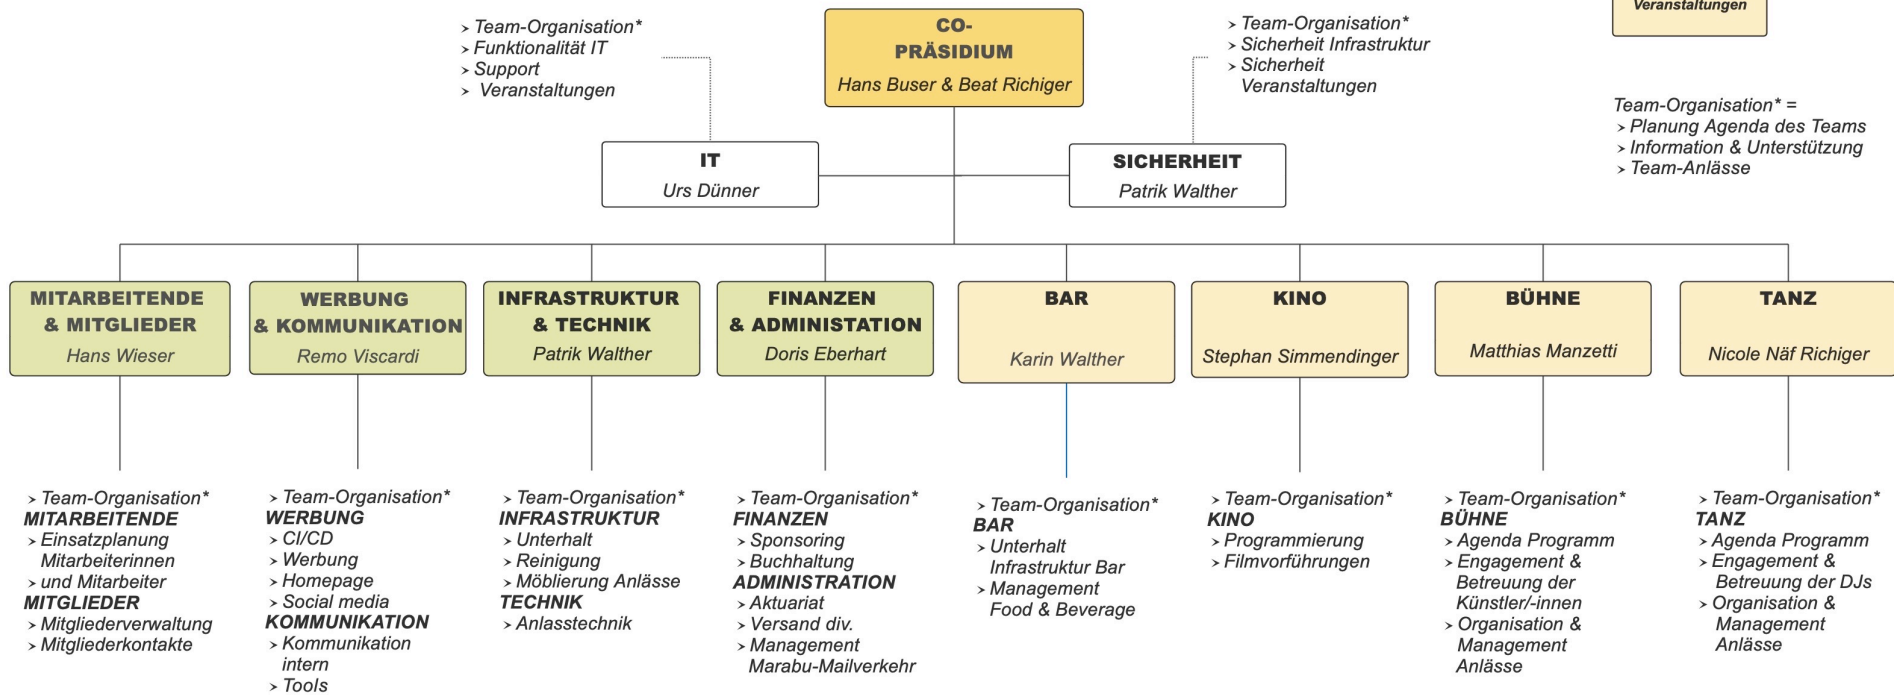 ➢ Team-Organisation*
➢ Funktionalität IT
➢ Support
➢ Veranstaltungen
CO-
PRÄSIDIUM
Hans Buser & Beat Richiger
➢ Team-Organisation*
➢ Sicherheit Infrastruktur
➢ Sicherheit
Veranstaltungen
Veranstaltungen
Team-Organisation* =
➢ Planung Agenda des Teams
➢ Information & Unterstützung
➢ Team-Anlässe
IT
Urs Dünner
SICHERHEIT
Patrik Walther
MITARBEITENDE
& MITGLIEDER
Hans Wieser
WERBUNG
& KOMMUNIKATION
Remo Viscardi
INFRASTRUKTUR
& TECHNIK
Patrik Walther
FINANZEN
& ADMINISTATION
Doris Eberhart
BAR
Karin Walther
KINO
Stephan Simmendinger
BÜHNE
Matthias Manzetti
TANZ
Nicole Näf Richiger
➢ Team-Organisation*
MITARBEITENDE
➢ Einsatzplanung
Mitarbeiterinnen
➢ und Mitarbeiter
MITGLIEDER
➢ Mitgliederverwaltung
➢ Mitgliederkontakte
➢ Team-Organisation*
WERBUNG
➢ CI/CD
➢ Werbung
➢ Homepage
➢ Social media
KOMMUNIKATION
➢ Kommunikation
intern
➢ Tools
➢ Team-Organisation*
INFRASTRUKTUR
➢ Unterhalt
➢ Reinigung
➢ Möblierung Anlässe
TECHNIK
➢ Anlasstechnik
➢ Team-Organisation*
FINANZEN
➢ Sponsoring
➢ Buchhaltung
ADMINISTRATION
➢ Aktuariat
➢ Versand div.
➢ Management
Marabu-Mailverkehr
➢ Team-Organisation*
BAR
➢ Unterhalt
Infrastruktur Bar
➢ Management
Food & Beverage
➢ Team-Organisation*
KINO
➢ Programmierung
➢ Filmvorführungen
➢ Team-Organisation*
BÜHNE
➢ Agenda Programm
➢ Engagement &
Betreuung der
Künstler/-innen
➢ Organisation &
Management
Anlässe
➢ Team-Organisation*
TANZ
➢ Agenda Programm
➢ Engagement &
Betreuung der DJs
➢ Organisation &
Management
Anlässe